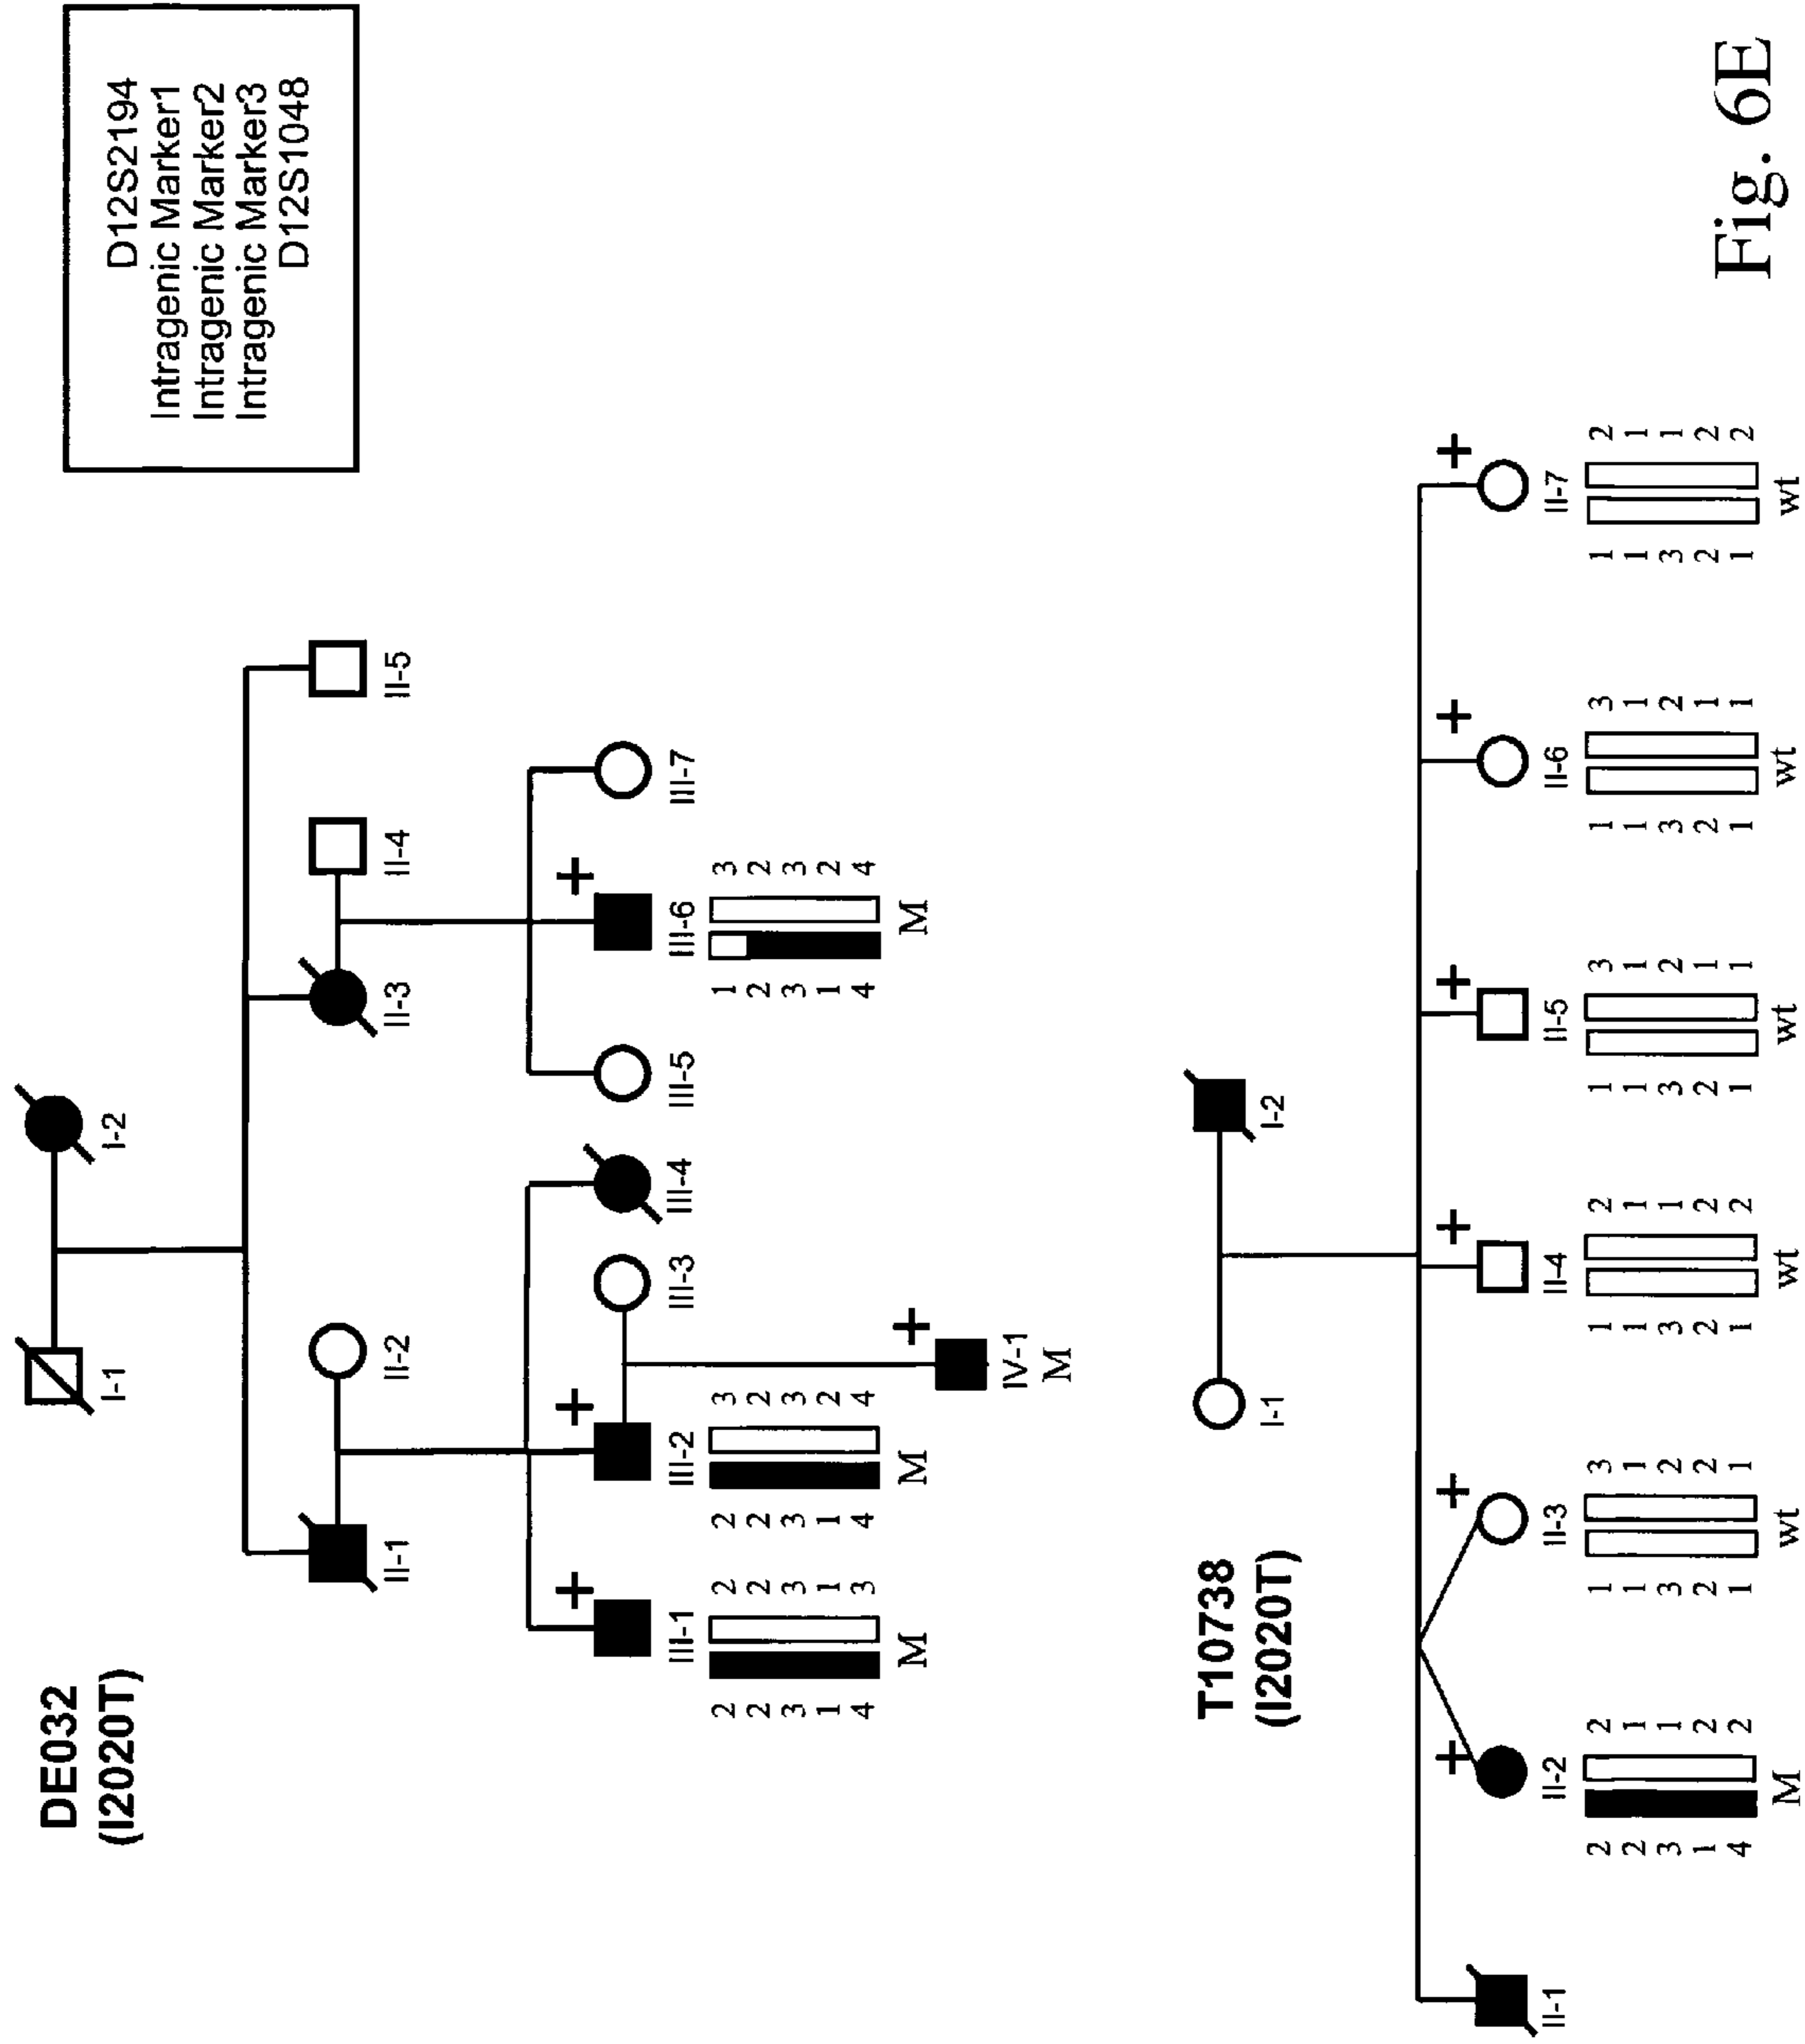 DE032
(I2020T)
D12S2194
Intragenic Marker1
Intragenic Marker2
Intragenic Marker3
D12S1048
I-1 I-2
II-1 II-2 II-3 II-4 II-5
+ + +
III-1 III-2 III-3 III-4 III-5 III-6 III-7
2 2 2 3 1 3
2 2 2 2 2 2
3 3 3 3 3 3
1 1 1 2 1 2
4 3 4 4 4 4
M M M
+
IV-1
M
T10738
(I2020T)
I-1 I-2
+ + + + + +
II-1 II-2 II-3 II-4 II-5 II-6 II-7
2 2 1 3 1 2 1 3 1 3 1 2
2 1 1 1 1 1 1 1 1 1 1 1
3 1 3 2 3 1 3 2 3 2 3 1
1 2 2 2 2 2 2 1 2 1 2 2
4 2 1 1 1 2 1 1 1 1 1 2
M wt wt wt wt wt
Fig. 6E